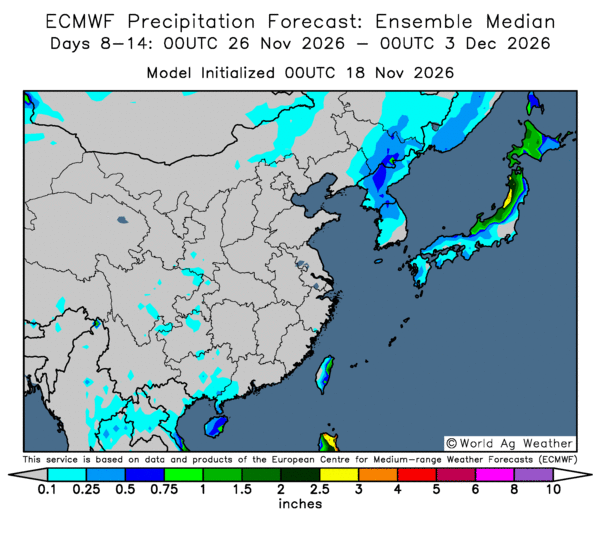 ECMWF Precipitation Forecast: Ensemble Median
Days 8-14: 00UTC 26 Nov 2026 - 00UTC 3 Dec 2026
Model Initialized 00UTC 18 Nov 2026
© World Ag Weather
This service is based on data and products of the European Centre for Medium-range Weather Forecasts (ECMWF)
0.1 0.25 0.5 0.75 1 1.5 2 2.5 3 4 5 6 8 10
inches